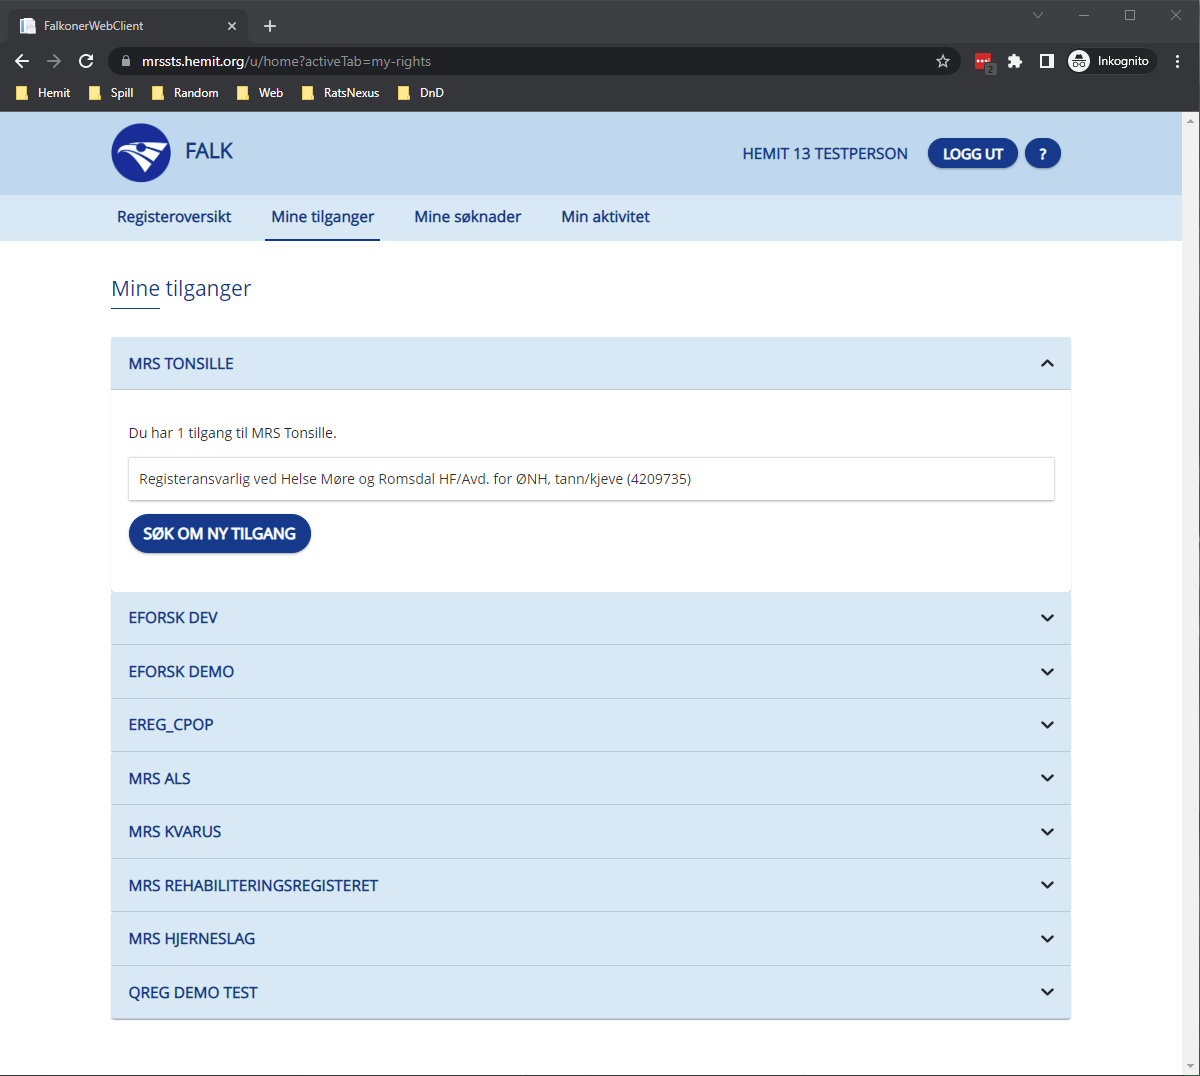 FalkonerWebClient
mrssts.hemit.org/u/home?activeTab=my-rights
2
Inkognito
Hemit Spill Random Web RatsNexus DnD
FALK
HEMIT 13 TESTPERSON LOGG UT ?
Registeroversikt Mine tilganger Mine søknader Min aktivitet
Mine tilganger
MRS TONSILLE
Du har 1 tilgang til MRS Tonsille.
Registeransvarlig ved Helse Møre og Romsdal HF/Avd. for ØNH, tann/kjeve (4209735)
SØK OM NY TILGANG
EFORSK DEV
EFORSK DEMO
EREG_CPOP
MRS ALS
MRS KVARUS
MRS REHABILITERINGSREGISTERET
MRS HJERNESLAG
QREG DEMO TEST